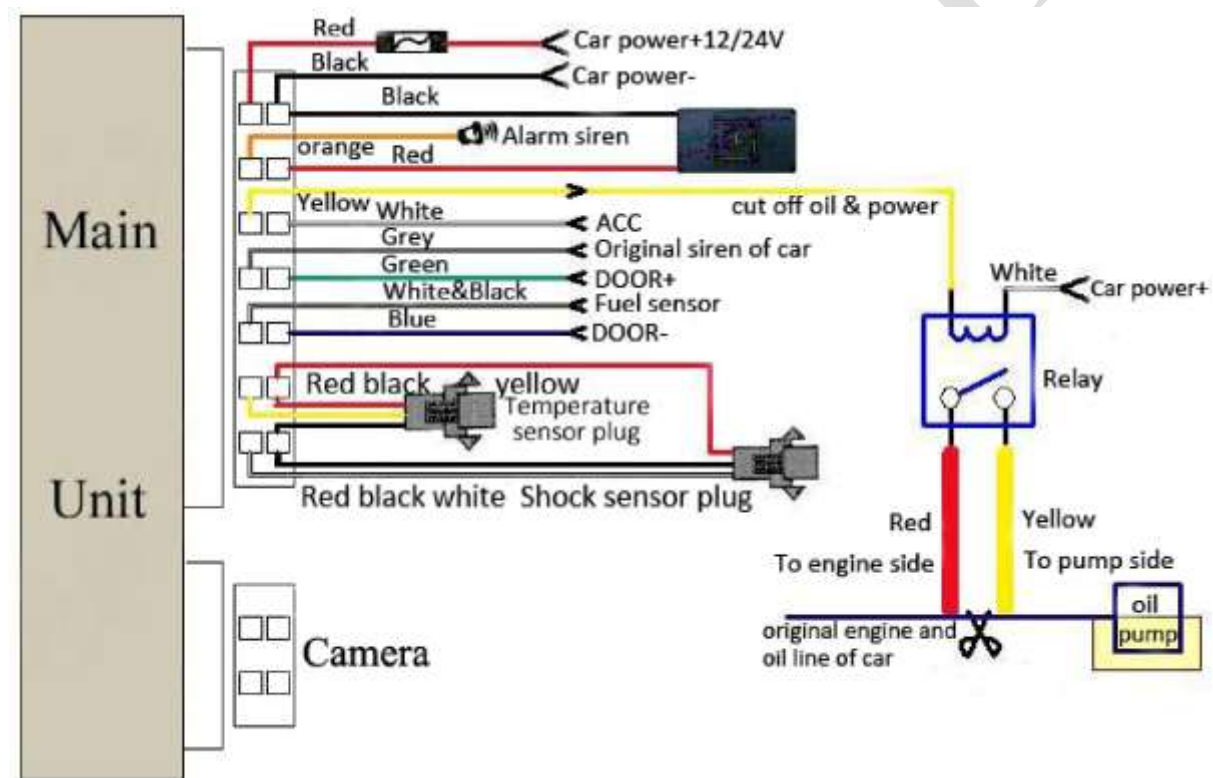 Red
Car power+12/24V
Black
Car power-
Black
orange
Alarm siren
Red
Yellow
White
ACC
cut off oil & power
Grey
Original siren of car
Green
DOOR+
White&Black
Fuel sensor
Blue
DOOR-
White
Car power+
Relay
Main
Unit
Red black
yellow
Temperature
sensor plug
Red black white
Shock sensor plug
Red
Yellow
To engine side
To pump side
original engine and
oil line of car
oil
pump
Camera